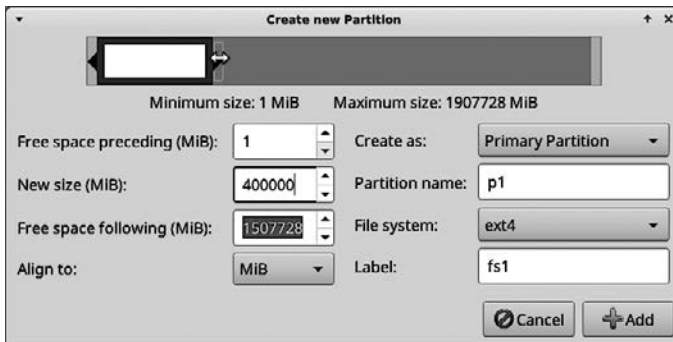 Create new Partition
Minimum size: 1 MiB Maximum size: 1907728 MiB
Free space preceding (MiB): 1 Create as: Primary Partition
New size (MiB): 400000 Partition name: p1
Free space following (MiB): 1507728 File system: ext4
Align to: MiB Label: fs1
Cancel Add